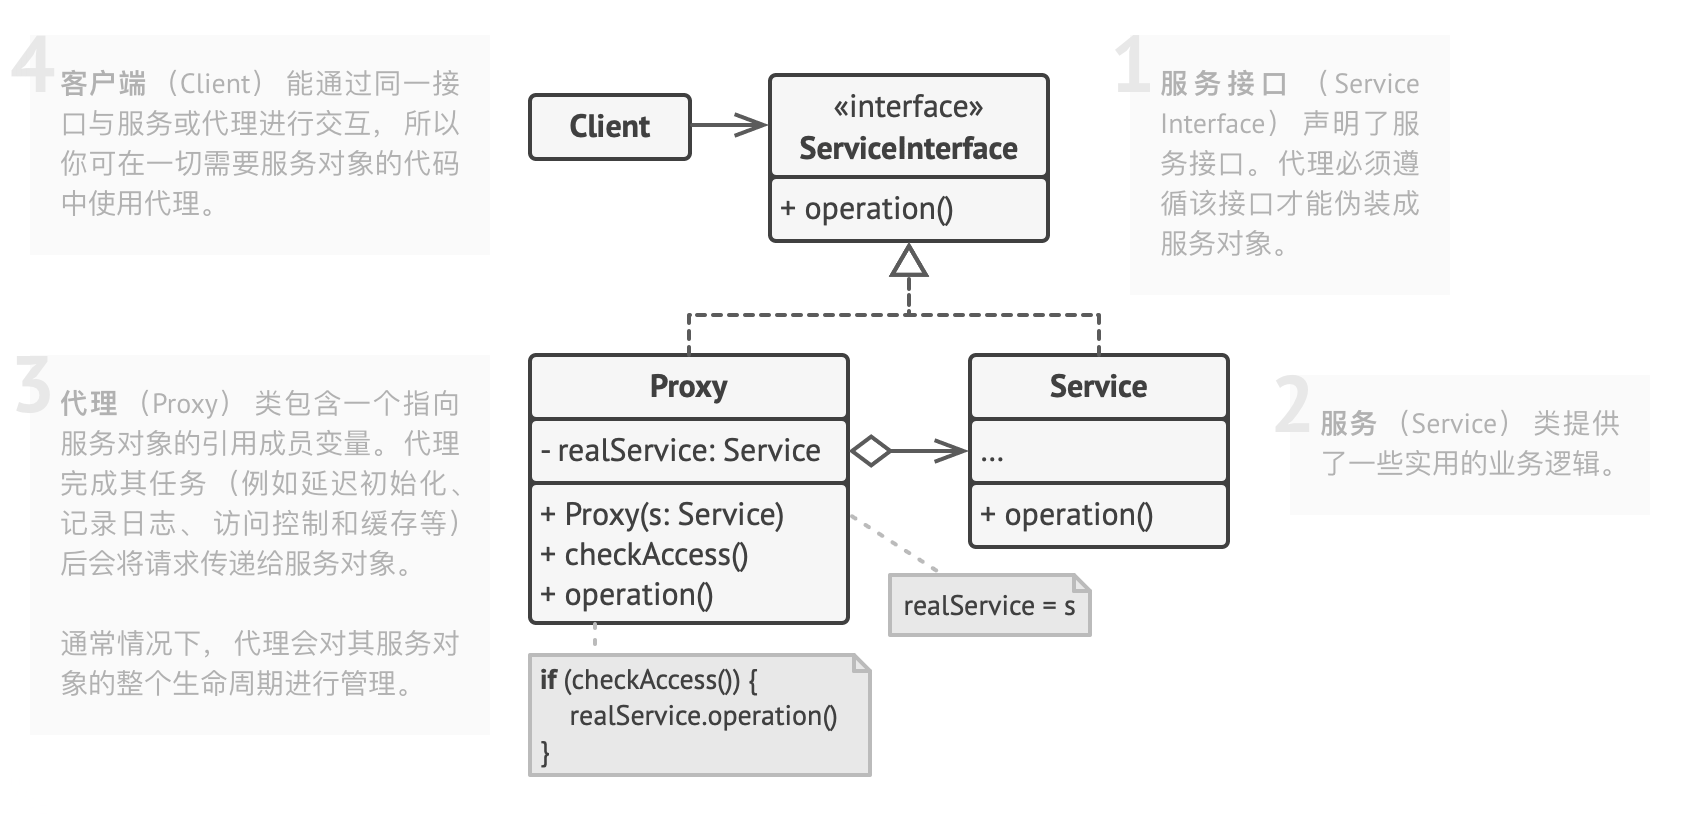 4
客户端 （Client） 能通过同一接
口与服务或代理进行交互， 所以
你可在一切需要服务对象的代码
中使用代理。
Client
«interface»
ServiceInterface
+ operation()
1
服务接口 （Service
Interface） 声明了服
务接口。 代理必须遵
循该接口才能伪装成
服务对象。
3
代理 （Proxy） 类包含一个指向
服务对象的引用成员变量。 代理
完成其任务 （例如延迟初始化、
记录日志、 访问控制和缓存等）
后会将请求传递给服务对象。
通常情况下， 代理会对其服务对
象的整个生命周期进行管理。
Proxy
- realService: Service
+ Proxy(s: Service)
+ checkAccess()
+ operation()
Service
...
+ operation()
2
服务 （Service） 类提供
了一些实用的业务逻辑。
realService = s
if (checkAccess()) {
realService.operation()
}